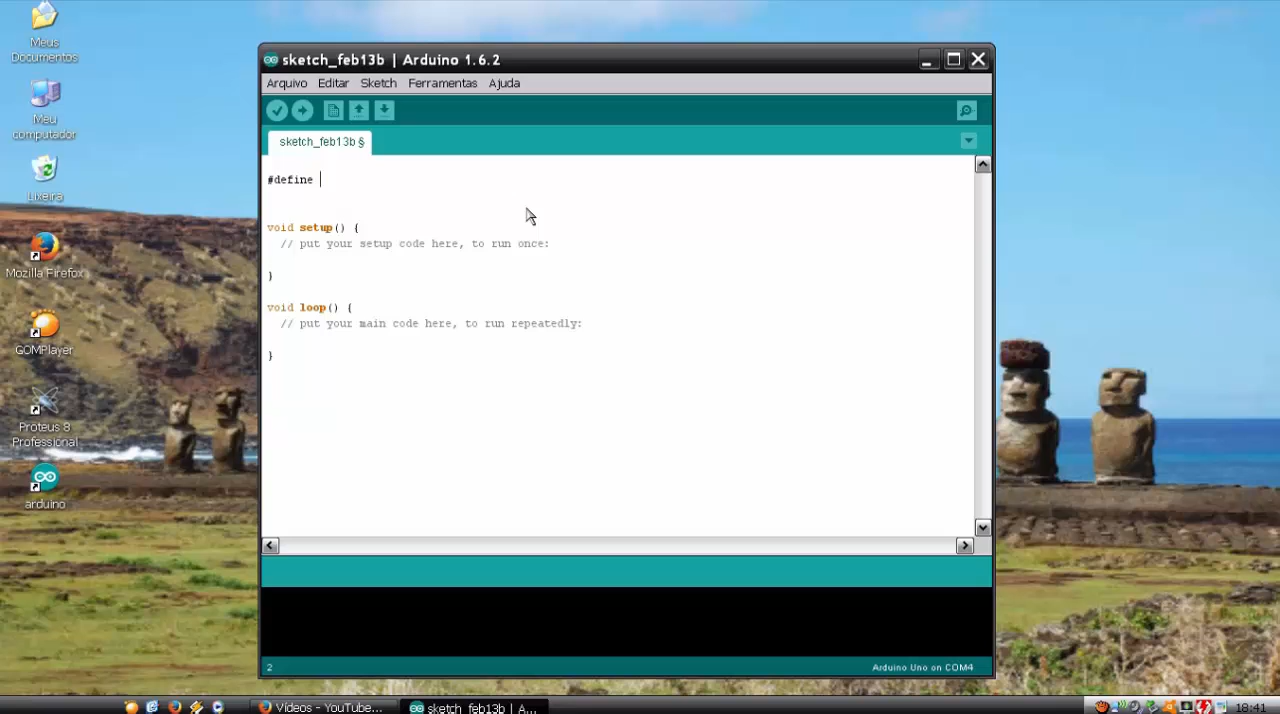 Meus
Documentos
Meu
computador
Lixeira
Mozilla Firefox
GOMPlayer
Proteus 8
Professional
arduino
sketch_feb13b | Arduino 1.6.2
Arquivo Editar Sketch Ferramentas Ajuda
sketch_feb13b §
#define
void setup() {
// put your setup code here, to run once:
}
void loop() {
// put your main code here, to run repeatedly:
}
2
Arduino Uno on COM4
Vídeos - YouTube...
sketch_feb13b | A...
18:41